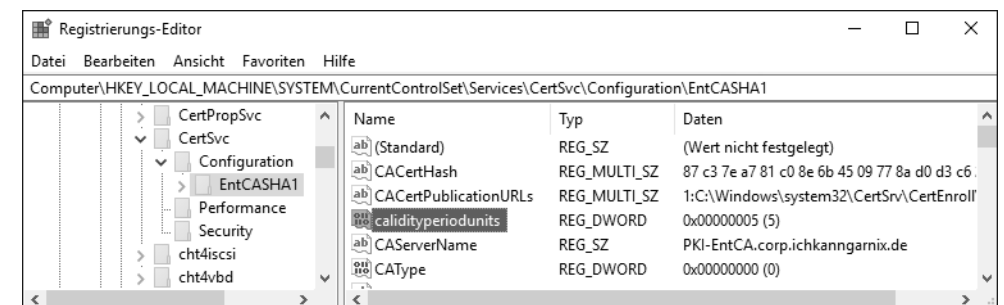 Registrierungs-Editor
Datei Bearbeiten Ansicht Favoriten Hilfe
Computer\HKEY_LOCAL_MACHINE\SYSTEM\CurrentControlSet\Services\CertSvc\Configuration\EntCASHA1
CertPropSvc
CertSvc
Configuration
EntCASHA1
Performance
Security
cht4iscsi
cht4vbd
Name Typ Daten
(Standard) REG_SZ (Wert nicht festgelegt)
CACertHash REG_MULTI_SZ 87 c3 7e a7 81 c0 8e 6b 45 09 77 8a d0 d3 c6
CACertPublicationURLs REG_MULTI_SZ 1:C:\Windows\system32\CertSrv\CertEnroll\
calidityperiodunits REG_DWORD 0x00000005 (5)
CAServerName REG_SZ PKI-EntCA.corp.ichkanngarnix.de
CAType REG_DWORD 0x00000000 (0)